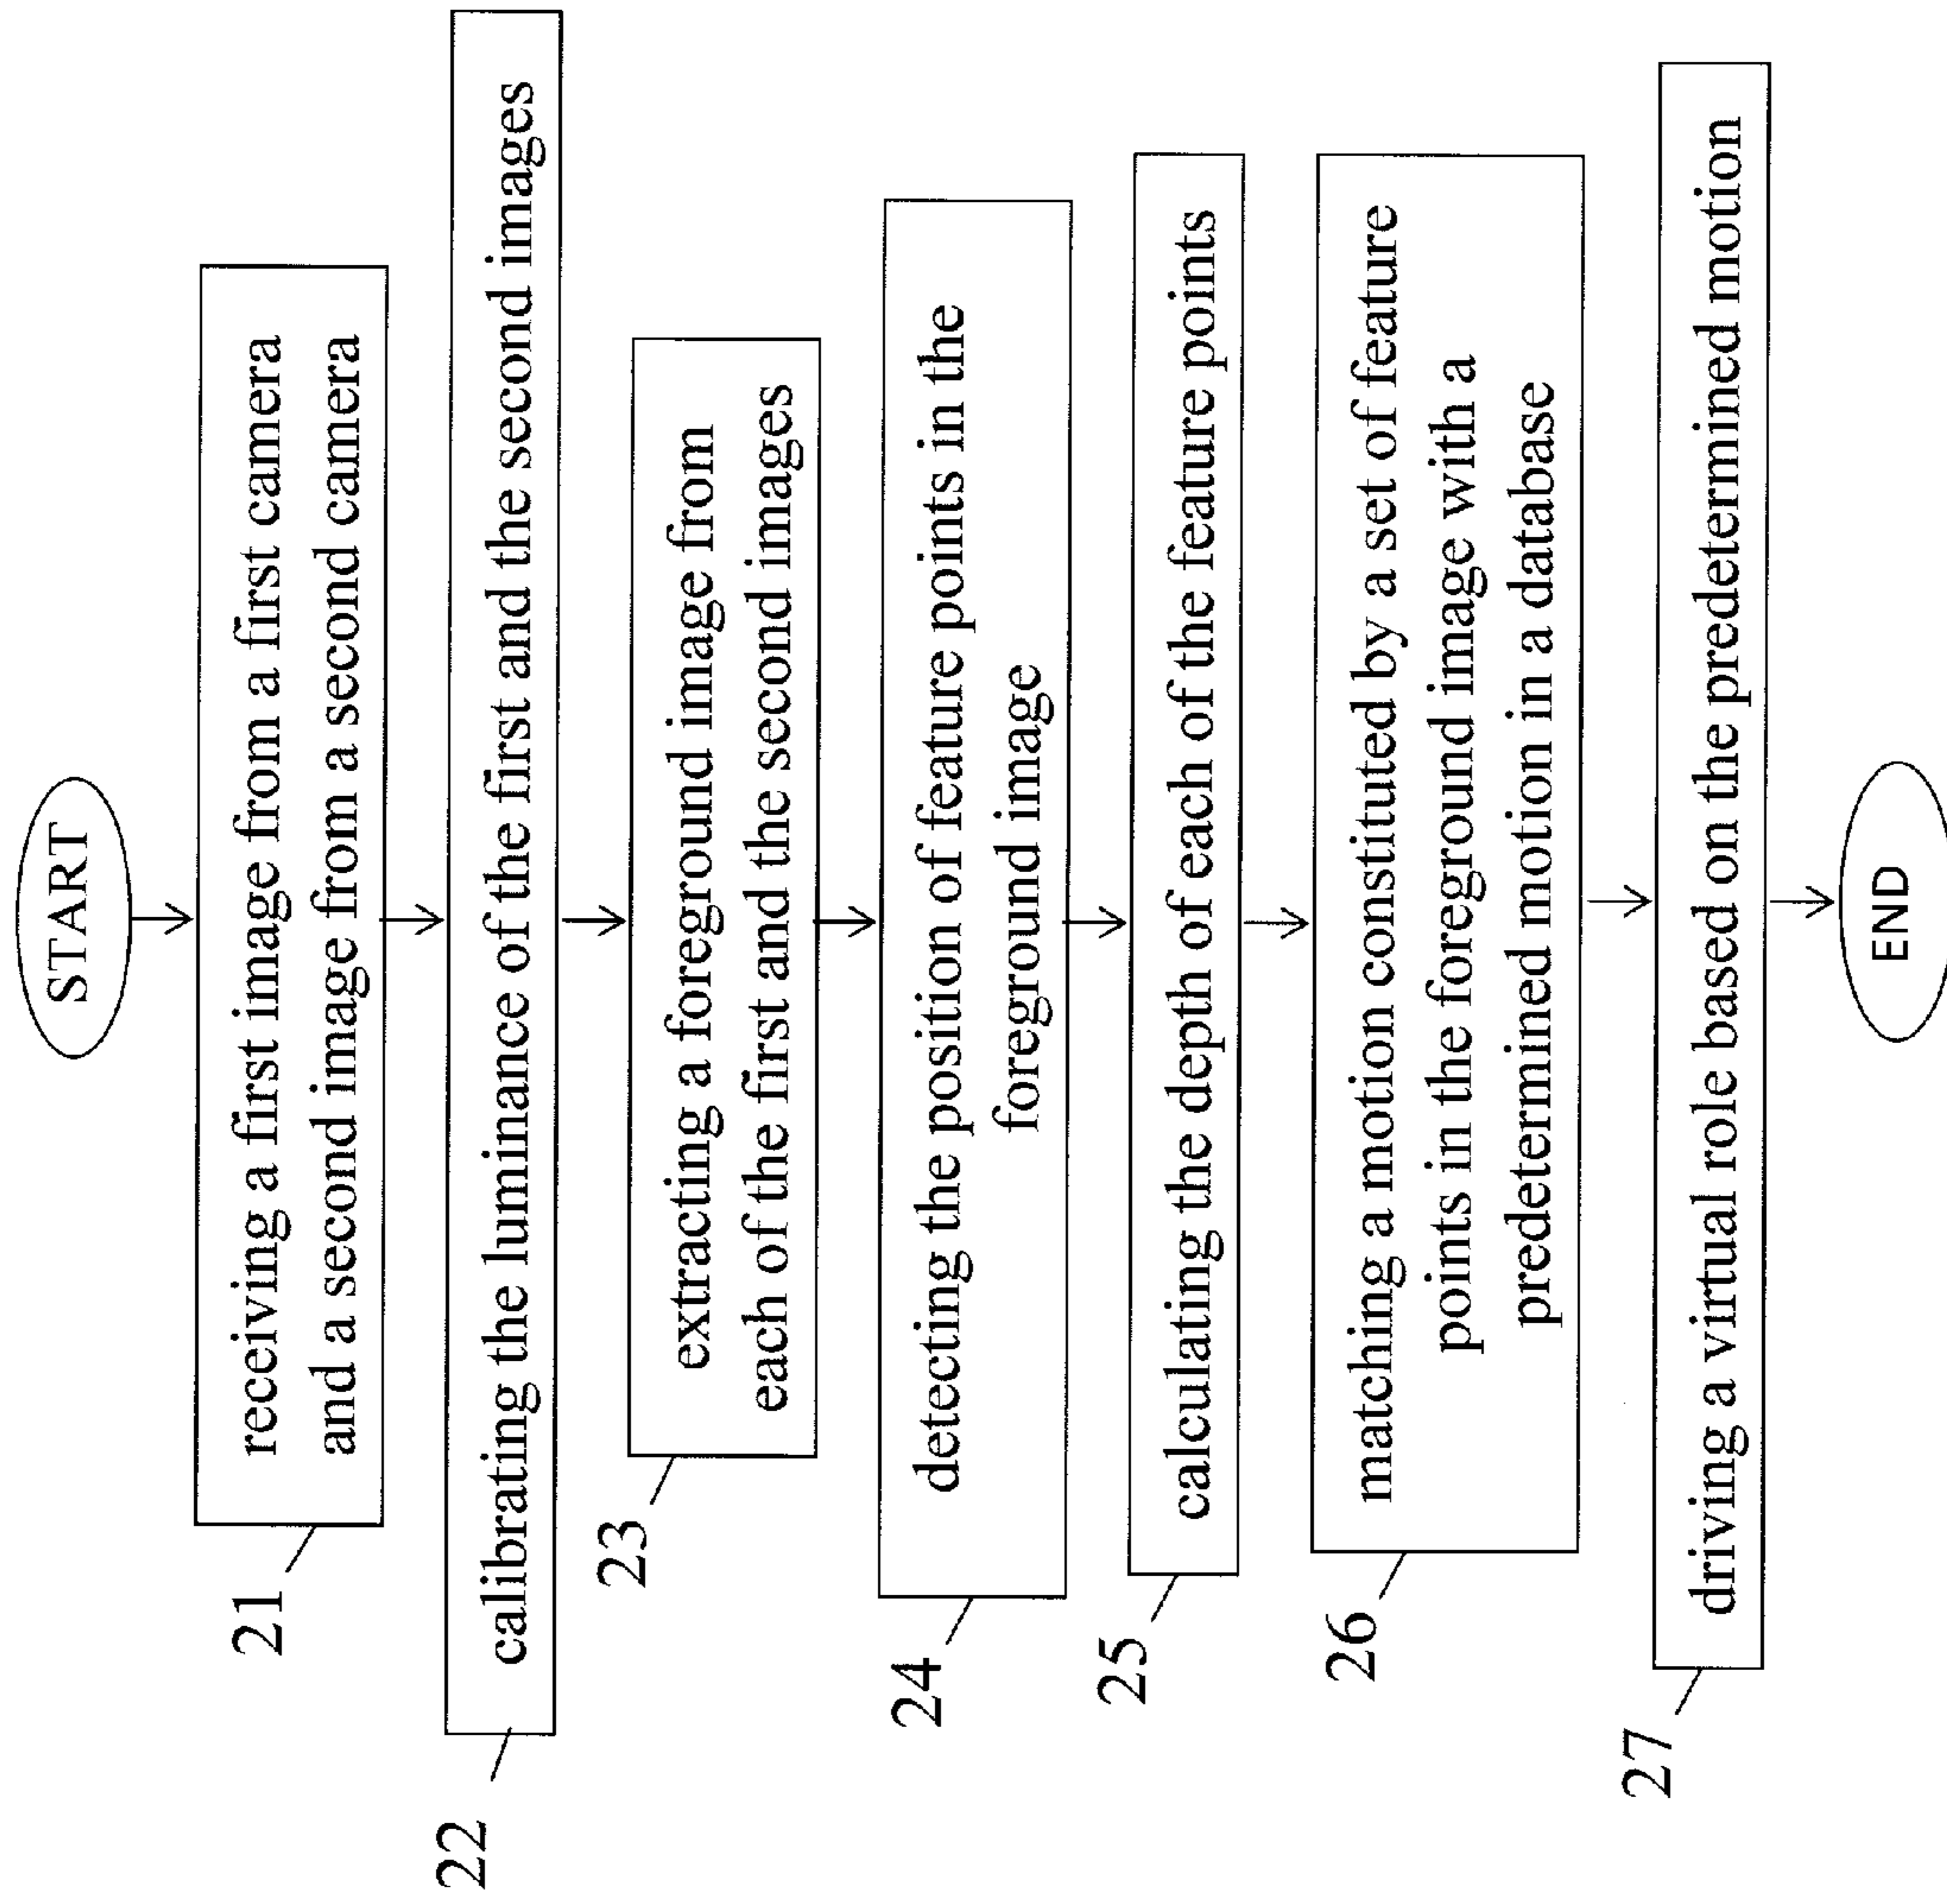 START
receiving a first image from a first camera
and a second image from a second camera
21
calibrating the luminance of the first and the second images
22
extracting a foreground image from
each of the first and the second images
23
detecting the position of feature points in the
foreground image
24
calculating the depth of each of the feature points
25
matching a motion constituted by a set of feature
points in the foreground image with a
predetermined motion in a database
26
driving a virtual role based on the predetermined motion
27
END